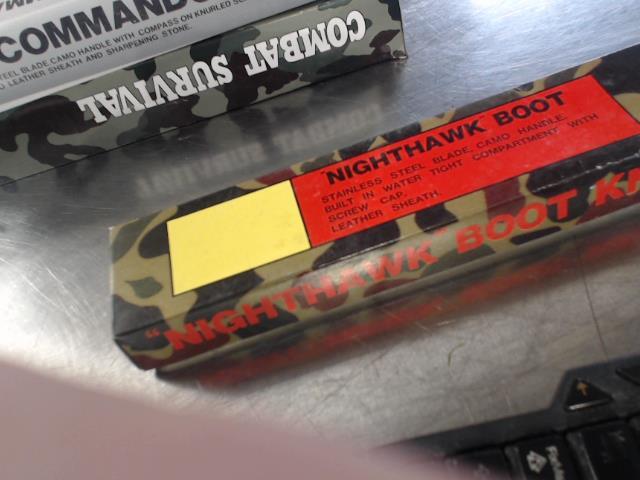 COMMANDO
STEEL BLADE, CAMO HANDLE WITH COMPASS ON KNURLED
LEATHER SHEATH AND SHARPENING STONE.
COMBAT SURVIVAL
"NIGHTHAWK BOOT
STAINLESS STEEL BLADE, CAMO HANDLE,
BUILT IN WATER TIGHT COMPARTMENT WITH
SCREW CAP.
LEATHER SHEATH.
"NIGHTHAWK" BOOT